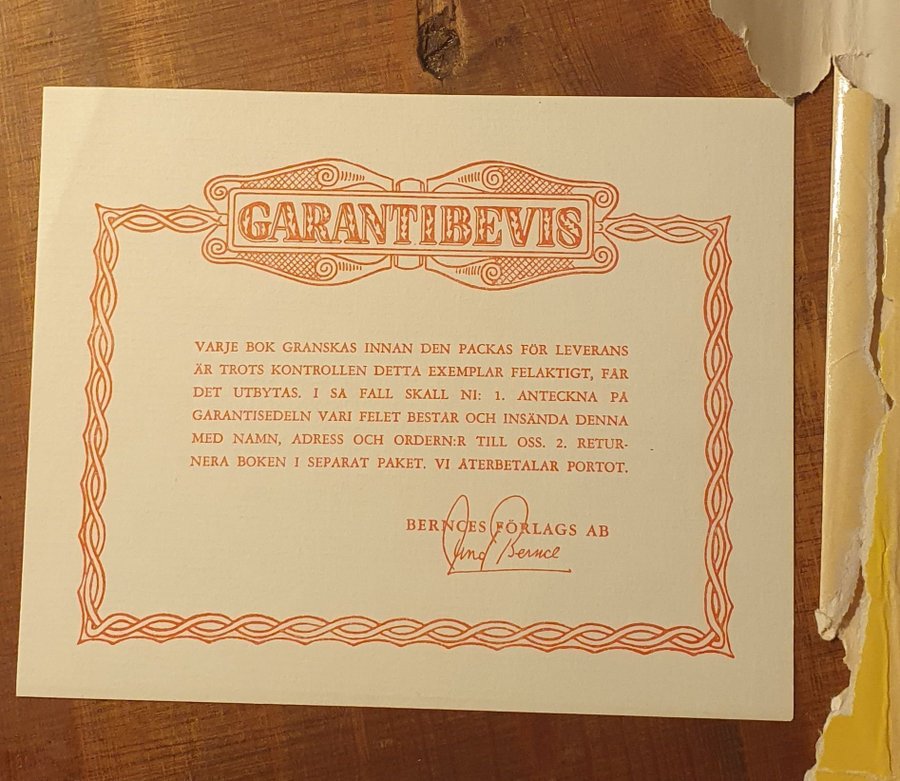 GARANTIBEVIS
VARJE BOK GRANSKAS INNAN DEN PACKAS FÖR LEVERANS
ÄR TROTS KONTROLLEN DETTA EXEMPLAR FELAKTIGT, FÅR
DET UTBYTAS. I SÅ FALL SKALL NI: 1. ANTECKNA PÅ
GARANTISEDELN VARI FELET BESTÅR OCH INSÄNDA DENNA
MED NAMN, ADRESS OCH ORDERN:R TILL OSS. 2. RETUR-
NERA BOKEN I SEPARAT PAKET. VI ÅTERBETALAR PORTOT.
BERNCES FÖRLAGS AB
Bernce